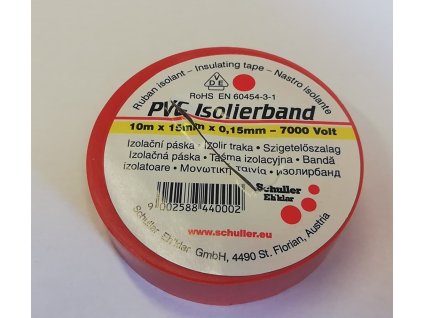 Ruban isolant - Insulating tape - Nastro isolante
VDE
RoHS EN 60454-3-1
PVC Isolierband
10m x 15mm x 0,15mm – 7000 Volt
Izolační páska · Izolir traka · Szigetelőszalag
Izolačná páska · Taśma izolacyjna · Bandă
izolatoare · Μονωτική ταινία · изолирбанд
Schuller
Eh'klar
9 002588 440002
www.schuller.eu
Schuller Eh'klar GmbH, 4490 St. Florian, Austria